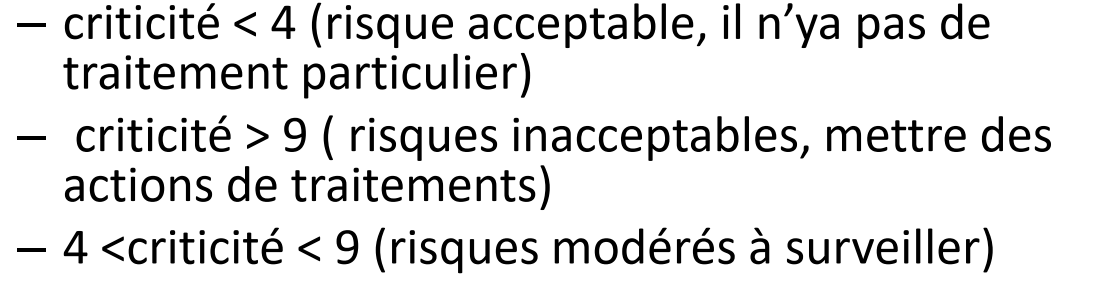 – criticité < 4 (risque acceptable, il n’ya pas de
traitement particulier)
– criticité > 9 ( risques inacceptables, mettre des
actions de traitements)
– 4 <criticité < 9 (risques modérés à surveiller)